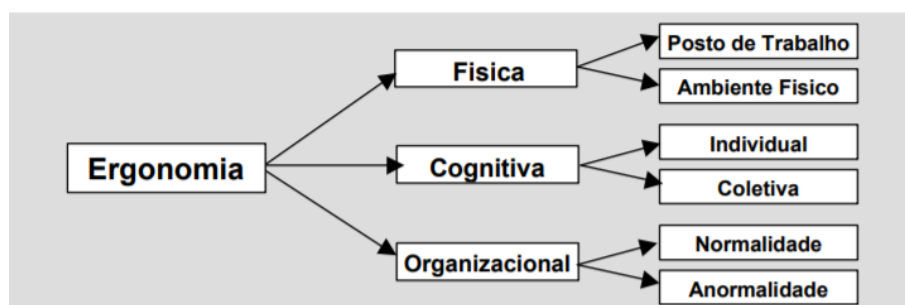 Ergonomia
Fisica
Posto de Trabalho
Ambiente Fisico
Cognitiva
Individual
Coletiva
Organizacional
Normalidade
Anormalidade